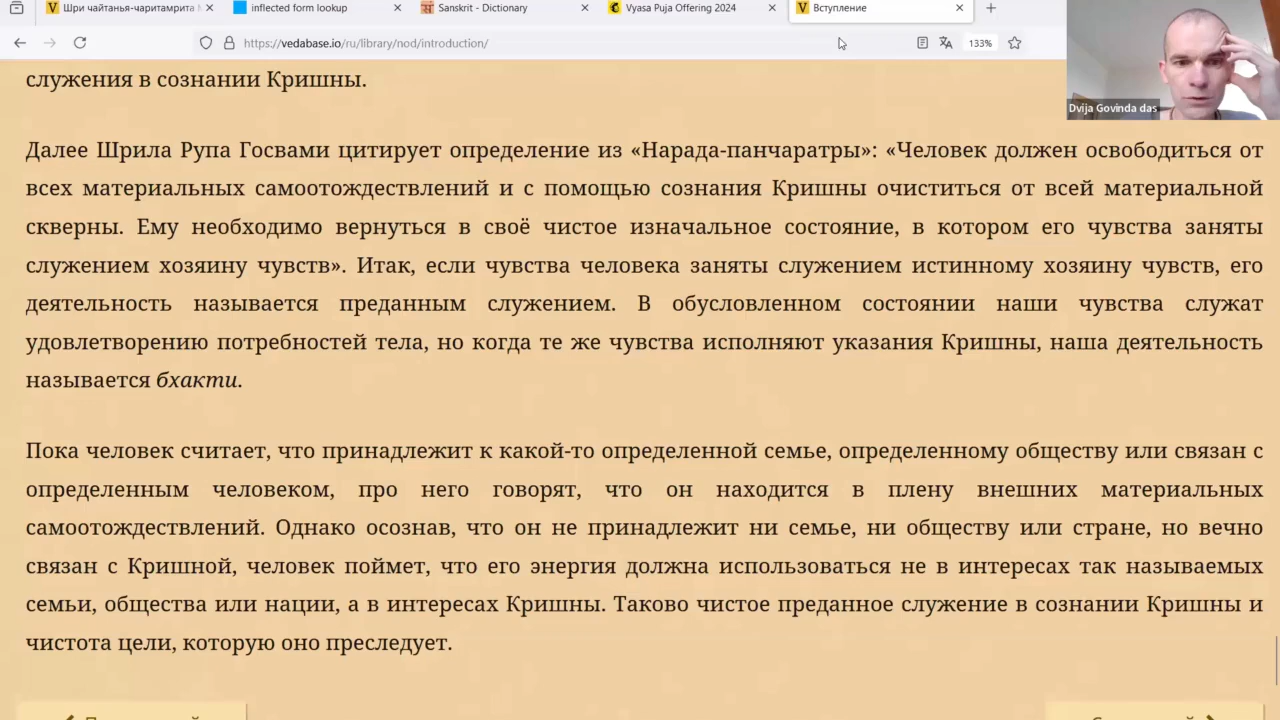 Шри чайтанья-чаритамрита М
inflected form lookup
Sanskrit - Dictionary
Vyasa Puja Offering 2024
Вступление
https://vedabase.io/ru/library/nod/introduction/
133%
Dvija Govinda das
служения в сознании Кришны.
Далее Шрила Рупа Госвами цитирует определение из «Нарада-панчаратры»: «Человек должен освободиться от
всех материальных самоотождествлений и с помощью сознания Кришны очиститься от всей материальной
скверны. Ему необходимо вернуться в своё чистое изначальное состояние, в котором его чувства заняты
служением хозяину чувств». Итак, если чувства человека заняты служением истинному хозяину чувств, его
деятельность называется преданным служением. В обусловленном состоянии наши чувства служат
удовлетворению потребностей тела, но когда те же чувства исполняют указания Кришны, наша деятельность
называется бхакти.
Пока человек считает, что принадлежит к какой-то определенной семье, определенному обществу или связан с
определенным человеком, про него говорят, что он находится в плену внешних материальных
самоотождествлений. Однако осознав, что он не принадлежит ни семье, ни обществу или стране, но вечно
связан с Кришной, человек поймет, что его энергия должна использоваться не в интересах так называемых
семьи, общества или нации, а в интересах Кришны. Таково чистое преданное служение в сознании Кришны и
чистота цели, которую оно преследует.